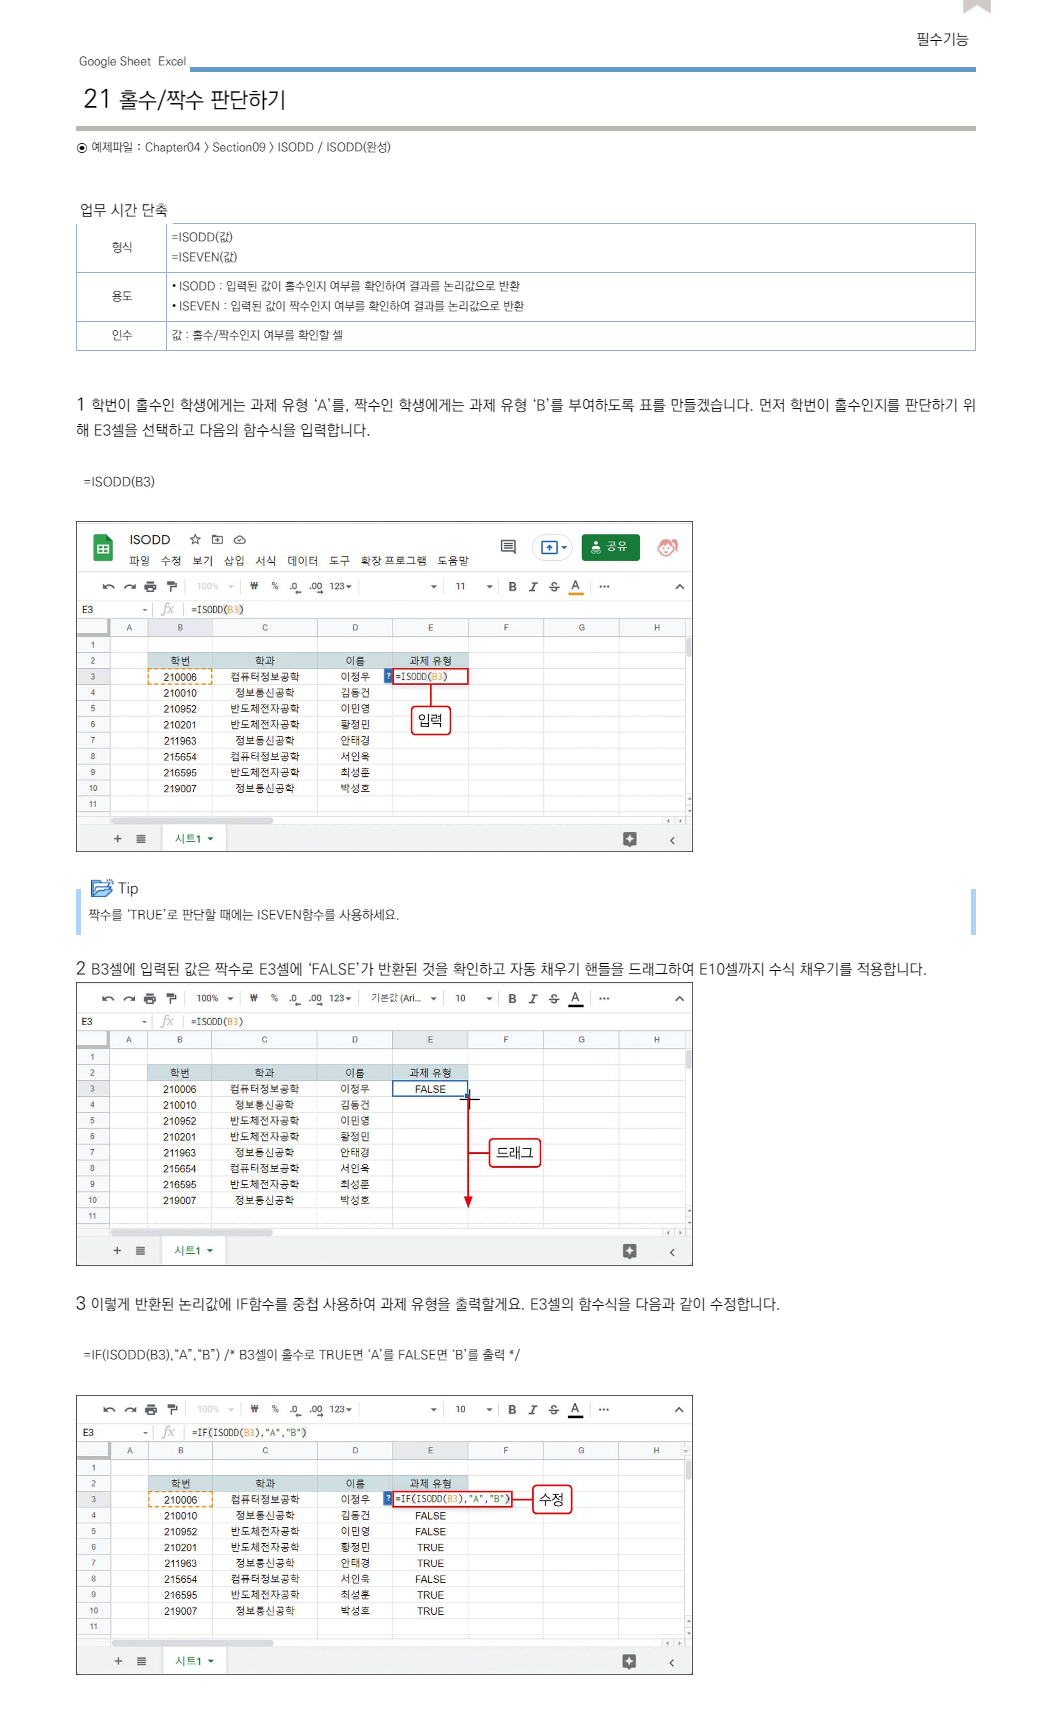 필수기능
Google Sheet Excel
21 홀수/짝수 판단하기
예제파일 : Chapter04 > Section09 > ISODD / ISODD(완성)
업무 시간 단축
형식
=ISODD(값)
=ISEVEN(값)
용도
• ISODD : 입력된 값이 홀수인지 여부를 확인하여 결과를 논리값으로 반환
• ISEVEN : 입력된 값이 짝수인지 여부를 확인하여 결과를 논리값으로 반환
인수
값 : 홀수/짝수인지 여부를 확인할 셀
1 학번이 홀수인 학생에게는 과제 유형 ‘A’를, 짝수인 학생에게는 과제 유형 ‘B’를 부여하도록 표를 만들겠습니다. 먼저 학번이 홀수인지를 판단하기 위
해 E3셀을 선택하고 다음의 함수식을 입력합니다.
=ISODD(B3)
ISODD
파일 수정 보기 삽입 서식 데이터 도구 확장 프로그램 도움말
공유
100% ₩ % .0 .00 123 11 B I S A ···
E3 fx =ISODD(B3)
A B C D E F G H
1
2 학번 학과 이름 과제 유형
3 210006 컴퓨터정보공학 이정우 ? =ISODD(B3)
4 210010 정보통신공학 김동건
5 210952 반도체전자공학 이민영
입력
6 210201 반도체전자공학 황정민
7 211963 정보통신공학 안태경
8 215654 컴퓨터정보공학 서인욱
9 216595 반도체전자공학 최성훈
10 219007 정보통신공학 박성호
11
+ 시트1
Tip
짝수를 ‘TRUE’로 판단할 때에는 ISEVEN함수를 사용하세요.
2 B3셀에 입력된 값은 짝수로 E3셀에 ‘FALSE’가 반환된 것을 확인하고 자동 채우기 핸들을 드래그하여 E10셀까지 수식 채우기를 적용합니다.
100% ₩ % .0 .00 123 기본값 (Ari... 10 B I S A ···
E3 fx =ISODD(B3)
A B C D E F G H
1
2 학번 학과 이름 과제 유형
3 210006 컴퓨터정보공학 이정우 FALSE
4 210010 정보통신공학 김동건
5 210952 반도체전자공학 이민영
6 210201 반도체전자공학 황정민
7 211963 정보통신공학 안태경 드래그
8 215654 컴퓨터정보공학 서인욱
9 216595 반도체전자공학 최성훈
10 219007 정보통신공학 박성호
11
+ 시트1
3 이렇게 반환된 논리값에 IF함수를 중첩 사용하여 과제 유형을 출력할게요. E3셀의 함수식을 다음과 같이 수정합니다.
=IF(ISODD(B3),“A”,“B”) /* B3셀이 홀수로 TRUE면 ‘A’를 FALSE면 ‘B’를 출력 */
100% ₩ % .0 .00 123 10 B I S A ···
E3 fx =IF(ISODD(B3),"A","B")
A B C D E F G H
1
2 학번 학과 이름 과제 유형
3 210006 컴퓨터정보공학 이정우 ? =IF(ISODD(B3),"A","B") 수정
4 210010 정보통신공학 김동건 FALSE
5 210952 반도체전자공학 이민영 FALSE
6 210201 반도체전자공학 황정민 TRUE
7 211963 정보통신공학 안태경 TRUE
8 215654 컴퓨터정보공학 서인욱 FALSE
9 216595 반도체전자공학 최성훈 TRUE
10 219007 정보통신공학 박성호 TRUE
11
+ 시트1